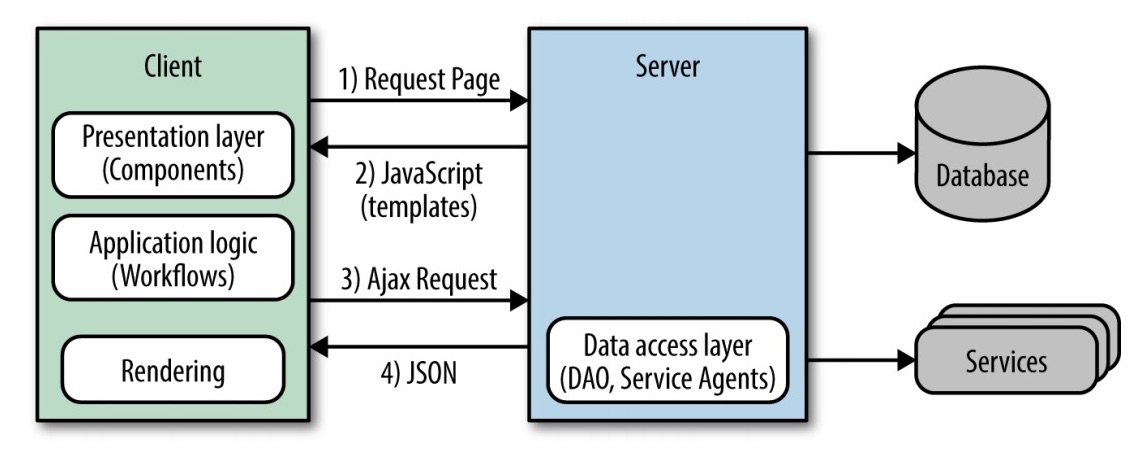 Client
Presentation layer
(Components)
Application logic
(Workflows)
Rendering
1) Request Page
2) JavaScript
(templates)
3) Ajax Request
4) JSON
Server
Data access layer
(DAO, Service Agents)
Database
Services